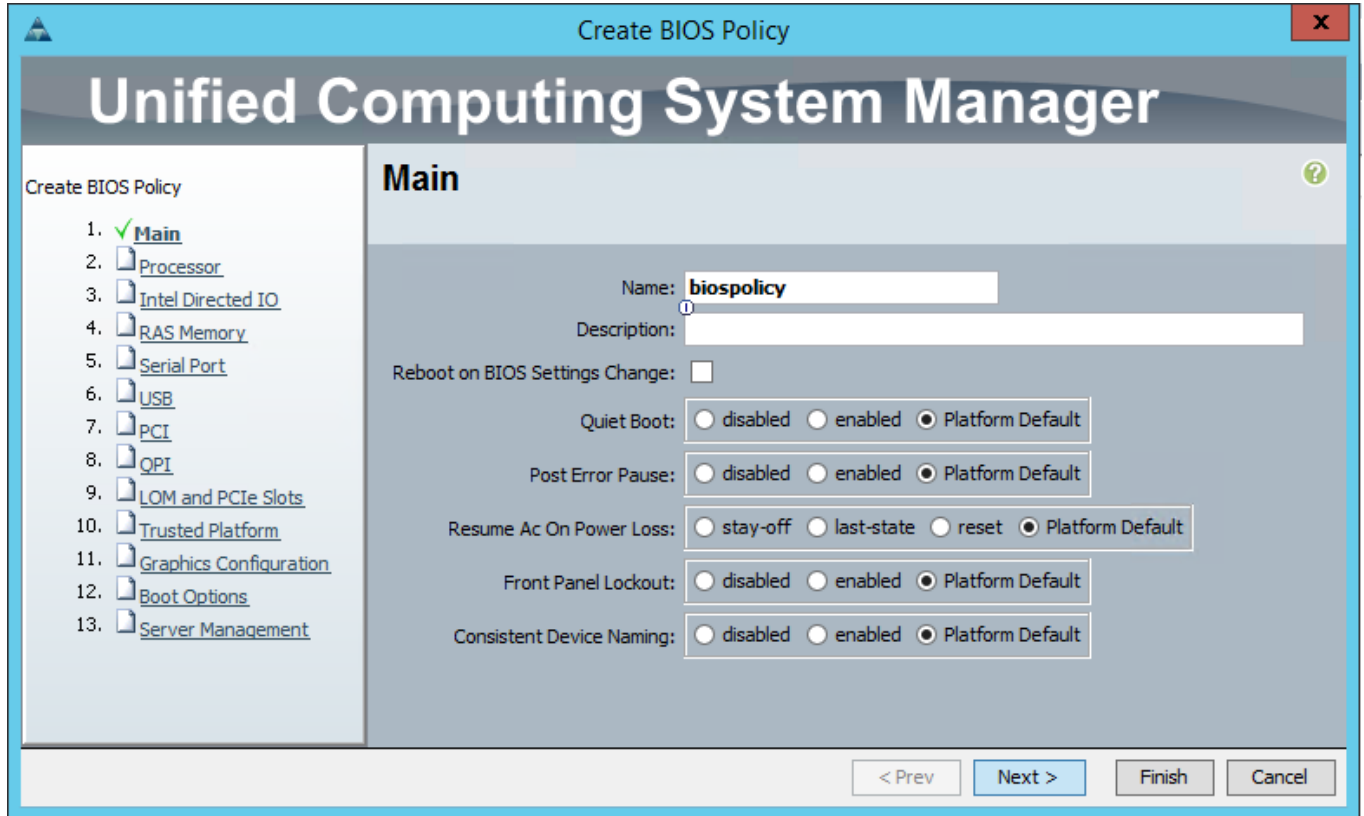 Create BIOS Policy
X
Unified Computing System Manager
Create BIOS Policy
1. Main
2. Processor
3. Intel Directed IO
4. RAS Memory
5. Serial Port
6. USB
7. PCI
8. QPI
9. LOM and PCIe Slots
10. Trusted Platform
11. Graphics Configuration
12. Boot Options
13. Server Management
Main
?
Name: biospolicy
Description:
Reboot on BIOS Settings Change:
Quiet Boot: disabled enabled Platform Default
Post Error Pause: disabled enabled Platform Default
Resume Ac On Power Loss: stay-off last-state reset Platform Default
Front Panel Lockout: disabled enabled Platform Default
Consistent Device Naming: disabled enabled Platform Default
< Prev Next > Finish Cancel